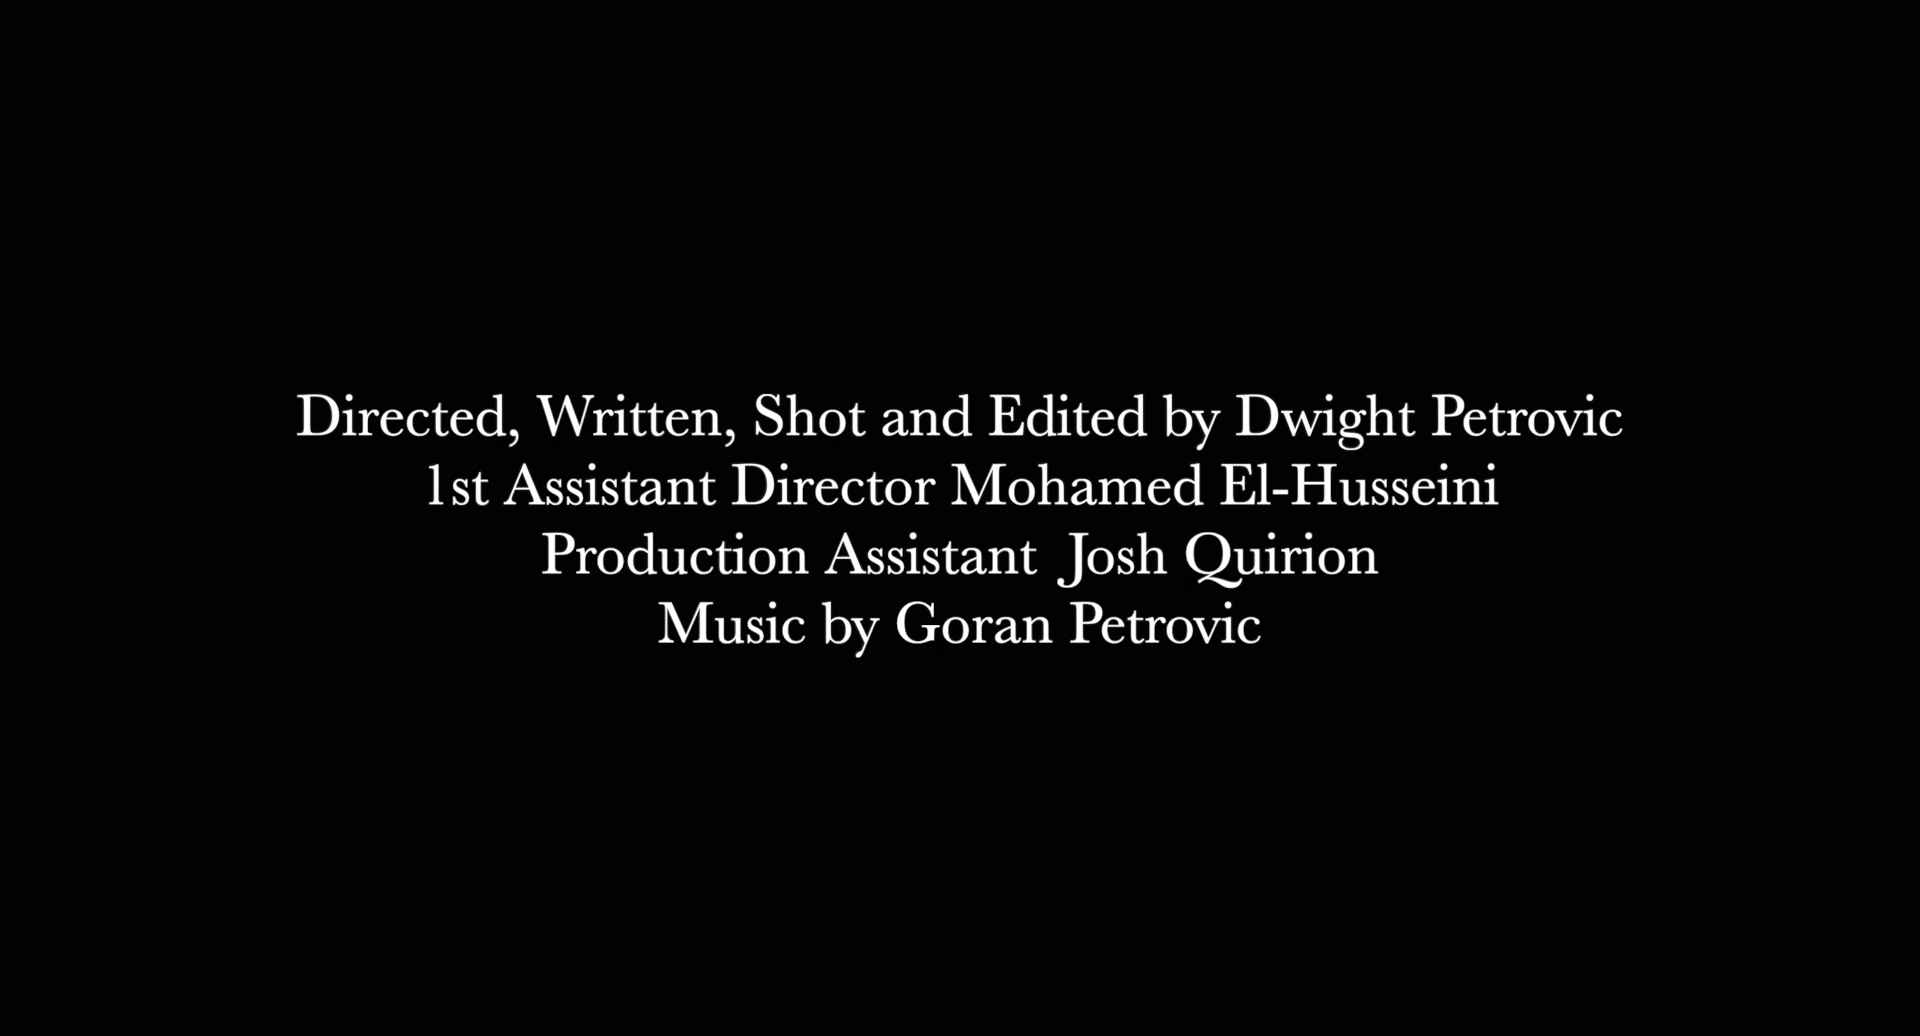 Directed, Written, Shot and Edited by Dwight Petrovic
1st Assistant Director Mohamed El-Husseini
Production Assistant Josh Quirion
Music by Goran Petrovic